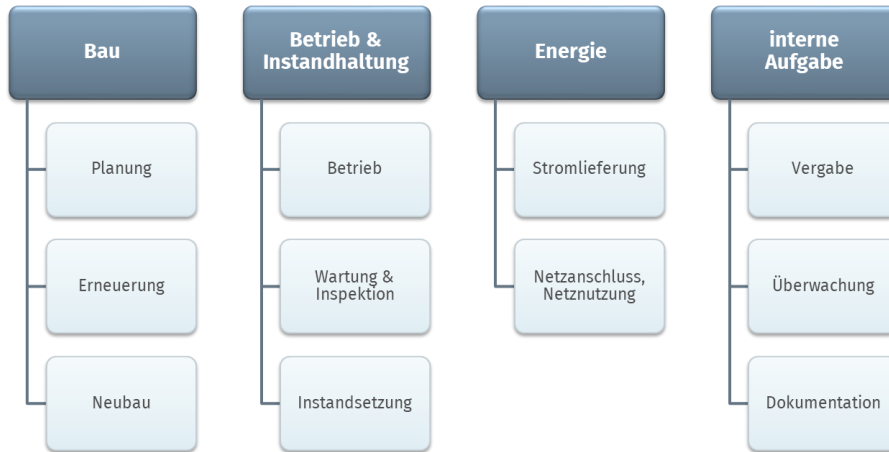 Bau
Planung
Erneuerung
Neubau
Betrieb &
Instandhaltung
Betrieb
Wartung &
Inspektion
Instandsetzung
Energie
Stromlieferung
Netzanschluss,
Netznutzung
interne
Aufgabe
Vergabe
Überwachung
Dokumentation